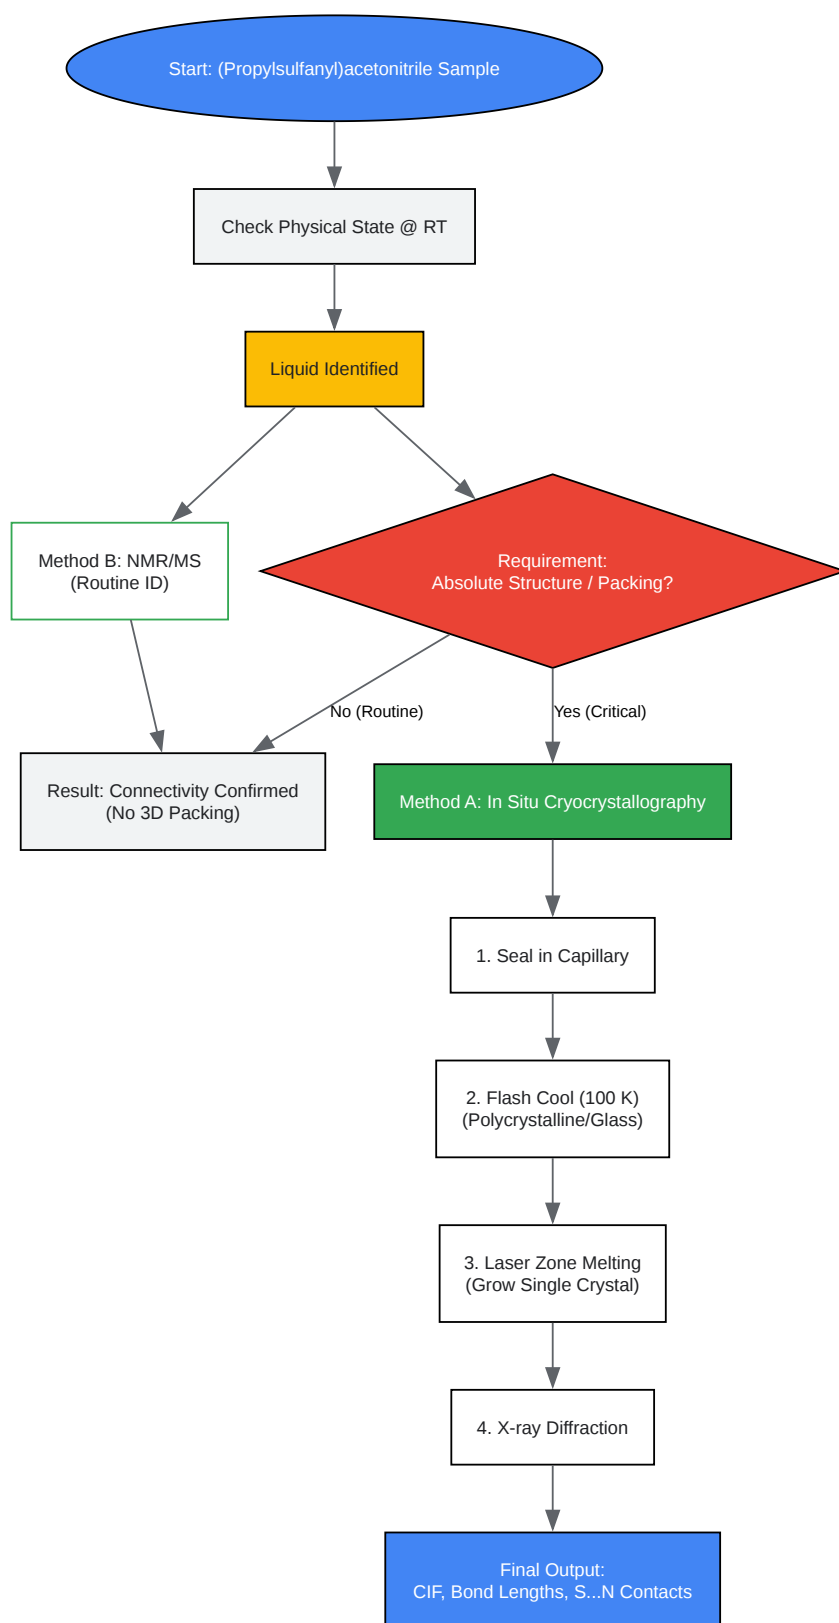 Start: (Propylsulfanyl)acetonitrile Sample
Check Physical State @ RT
Liquid Identified
Method B: NMR/MS
(Routine ID)
Requirement:
Absolute Structure / Packing?
No (Routine)
Yes (Critical)
Result: Connectivity Confirmed
(No 3D Packing)
Method A: In Situ Cryocrystallography
1. Seal in Capillary
2. Flash Cool (100 K)
(Polycrystalline/Glass)
3. Laser Zone Melting
(Grow Single Crystal)
4. X-ray Diffraction
Final Output:
CIF, Bond Lengths, S...N Contacts